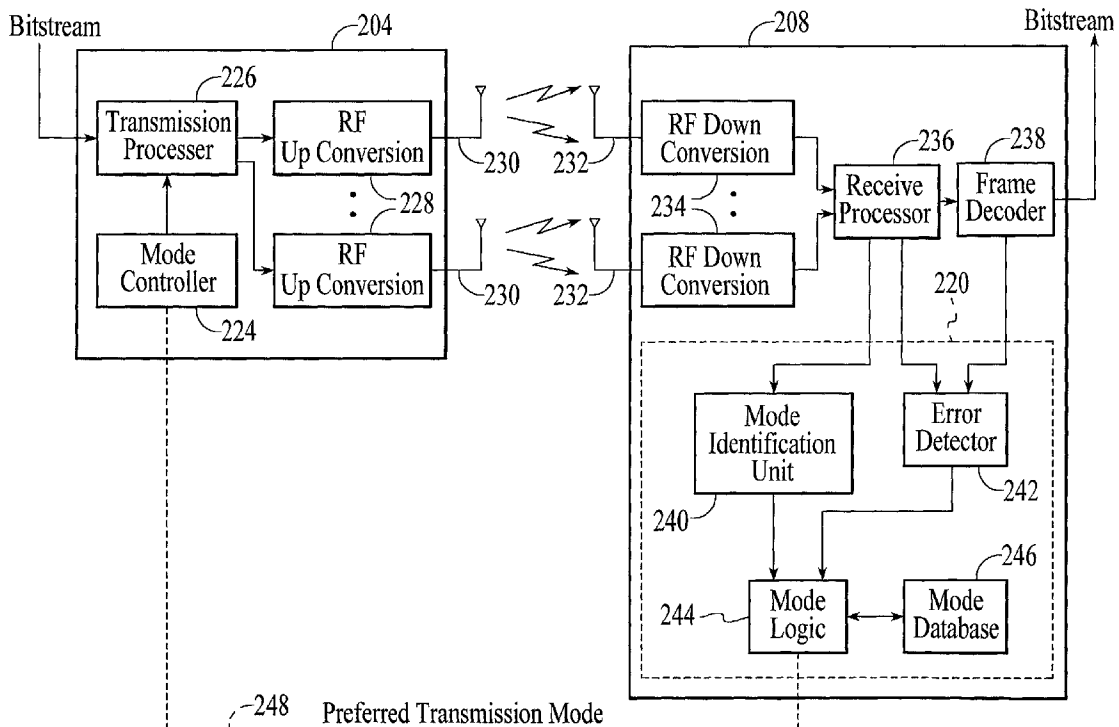 Bitstream
204
208
Bitstream
226
Transmission
Processer
RF
Up Conversion
230
232
RF Down
Conversion
236
238
Receive
Processor
Frame
Decoder
228
234
Mode
Controller
RF
Up Conversion
230
232
RF Down
Conversion
224
220
Mode
Identification
Unit
Error
Detector
240
242
246
244
Mode
Logic
Mode
Database
248
Preferred Transmission Mode